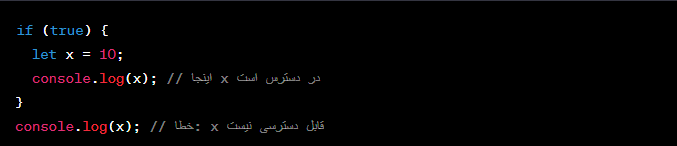 if (true) {
  let x = 10;
  console.log(x); // اینجا x در دسترس است
}
console.log(x); // خطا: x قابل دسترسی نیست